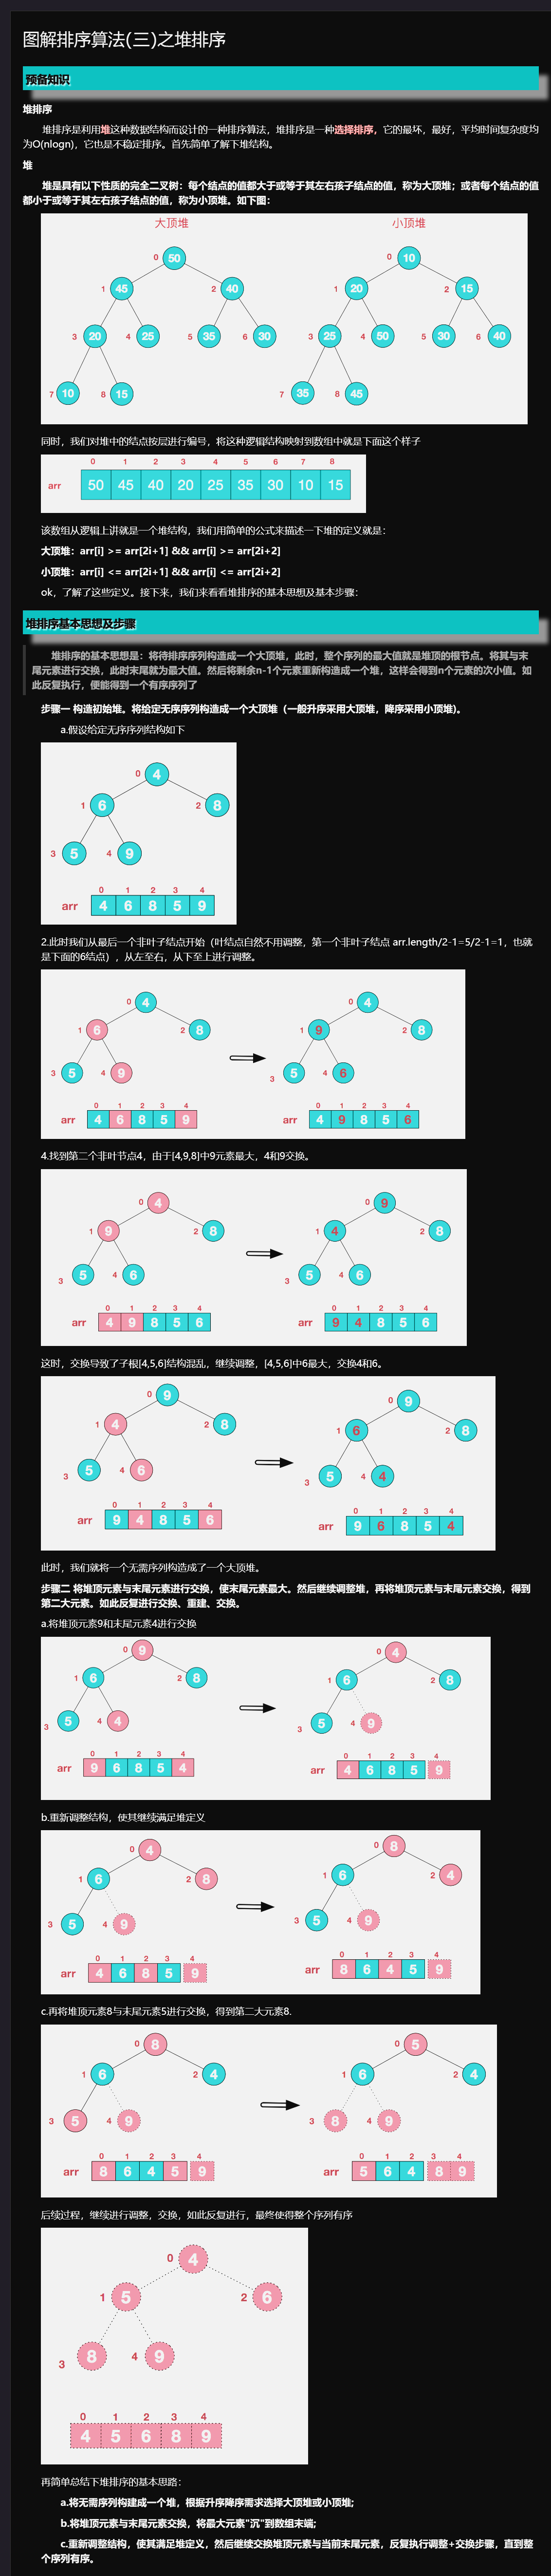 图解排序算法(三)之堆排序
预备知识
堆排序
堆排序是利用堆这种数据结构而设计的一种排序算法，堆排序是一种选择排序，它的最坏，最好，平均时间复杂度均
为O(nlogn)，它也是不稳定排序。首先简单了解下堆结构。
堆
堆是具有以下性质的完全二叉树：每个结点的值都大于或等于其左右孩子结点的值，称为大顶堆；或者每个结点的值
都小于或等于其左右孩子结点的值，称为小顶堆。如下图：
大顶堆 小顶堆
0 50 0 10
1 45 2 40 1 20 2 15
3 20 4 25 5 35 6 30 3 25 4 50 5 30 6 40
7 10 8 15 7 35 8 45
同时，我们对堆中的结点按层进行编号，将这种逻辑结构映射到数组中就是下面这个样子
0 1 2 3 4 5 6 7 8
arr 50 45 40 20 25 35 30 10 15
该数组从逻辑上讲就是一个堆结构，我们用简单的公式来描述一下堆的定义就是：
大顶堆：arr[i] >= arr[2i+1] && arr[i] >= arr[2i+2]
小顶堆：arr[i] <= arr[2i+1] && arr[i] <= arr[2i+2]
ok，了解了这些定义。接下来，我们来看看堆排序的基本思想及基本步骤：
堆排序基本思想及步骤
堆排序的基本思想是：将待排序序列构造成一个大顶堆，此时，整个序列的最大值就是堆顶的根节点。将其与末
尾元素进行交换，此时末尾就为最大值。然后将剩余n-1个元素重新构造成一个堆，这样会得到n个元素的次小值。如
此反复执行，便能得到一个有序序列了
步骤一 构造初始堆。将给定无序序列构造成一个大顶堆（一般升序采用大顶堆，降序采用小顶堆)。
a.假设给定无序序列结构如下
0 4
1 6 2 8
3 5 4 9
0 1 2 3 4
arr 4 6 8 5 9
2.此时我们从最后一个非叶子结点开始（叶结点自然不用调整，第一个非叶子结点 arr.length/2-1=5/2-1=1，也就
是下面的6结点），从左至右，从下至上进行调整。
0 4 0 4
1 6 2 8 1 9 2 8
3 5 4 9 3 5 4 6
0 1 2 3 4 0 1 2 3 4
arr 4 6 8 5 9 arr 4 9 8 5 6
4.找到第二个非叶节点4，由于[4,9,8]中9元素最大，4和9交换。
0 4 0 9
1 9 2 8 1 4 2 8
3 5 4 6 3 5 4 6
0 1 2 3 4 0 1 2 3 4
arr 4 9 8 5 6 arr 9 4 8 5 6
这时，交换导致了子根[4,5,6]结构混乱，继续调整，[4,5,6]中6最大，交换4和6。
0 9 0 9
1 4 2 8 1 6 2 8
3 5 4 6 3 5 4 4
0 1 2 3 4 0 1 2 3 4
arr 9 4 8 5 6 arr 9 6 8 5 4
此时，我们就将一个无需序列构造成了一个大顶堆。
步骤二 将堆顶元素与末尾元素进行交换，使末尾元素最大。然后继续调整堆，再将堆顶元素与末尾元素交换，得到
第二大元素。如此反复进行交换、重建、交换。
a.将堆顶元素9和末尾元素4进行交换
0 9 0 4
1 6 2 8 1 6 2 8
3 5 4 4 3 5 4 9
0 1 2 3 4 0 1 2 3 4
arr 9 6 8 5 4 arr 4 6 8 5 9
b.重新调整结构，使其继续满足堆定义
0 4 0 8
1 6 2 8 1 6 2 4
3 5 4 9 3 5 4 9
0 1 2 3 4 0 1 2 3 4
arr 4 6 8 5 9 arr 8 6 4 5 9
c.再将堆顶元素8与末尾元素5进行交换，得到第二大元素8.
0 8 0 5
1 6 2 4 1 6 2 4
3 5 4 9 3 8 4 9
0 1 2 3 4 0 1 2 3 4
arr 8 6 4 5 9 arr 5 6 4 8 9
后续过程，继续进行调整，交换，如此反复进行，最终使得整个序列有序
0 4
1 5 2 6
3 8 4 9
0 1 2 3 4
4 5 6 8 9
再简单总结下堆排序的基本思路：
a.将无需序列构建成一个堆，根据升序降序需求选择大顶堆或小顶堆;
b.将堆顶元素与末尾元素交换，将最大元素"沉"到数组末端;
c.重新调整结构，使其满足堆定义，然后继续交换堆顶元素与当前末尾元素，反复执行调整+交换步骤，直到整
个序列有序。